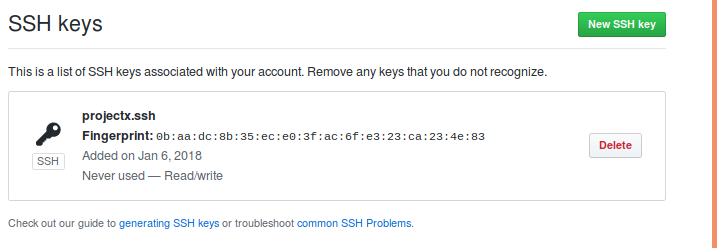 SSH keys
New SSH key
This is a list of SSH keys associated with your account. Remove any keys that you do not recognize.
projectx.ssh
Fingerprint: 0b:aa:dc:8b:35:ec:e0:3f:ac:6f:e3:23:ca:23:4e:83
SSH
Added on Jan 6, 2018
Never used — Read/write
Delete
Check out our guide to generating SSH keys or troubleshoot common SSH Problems.